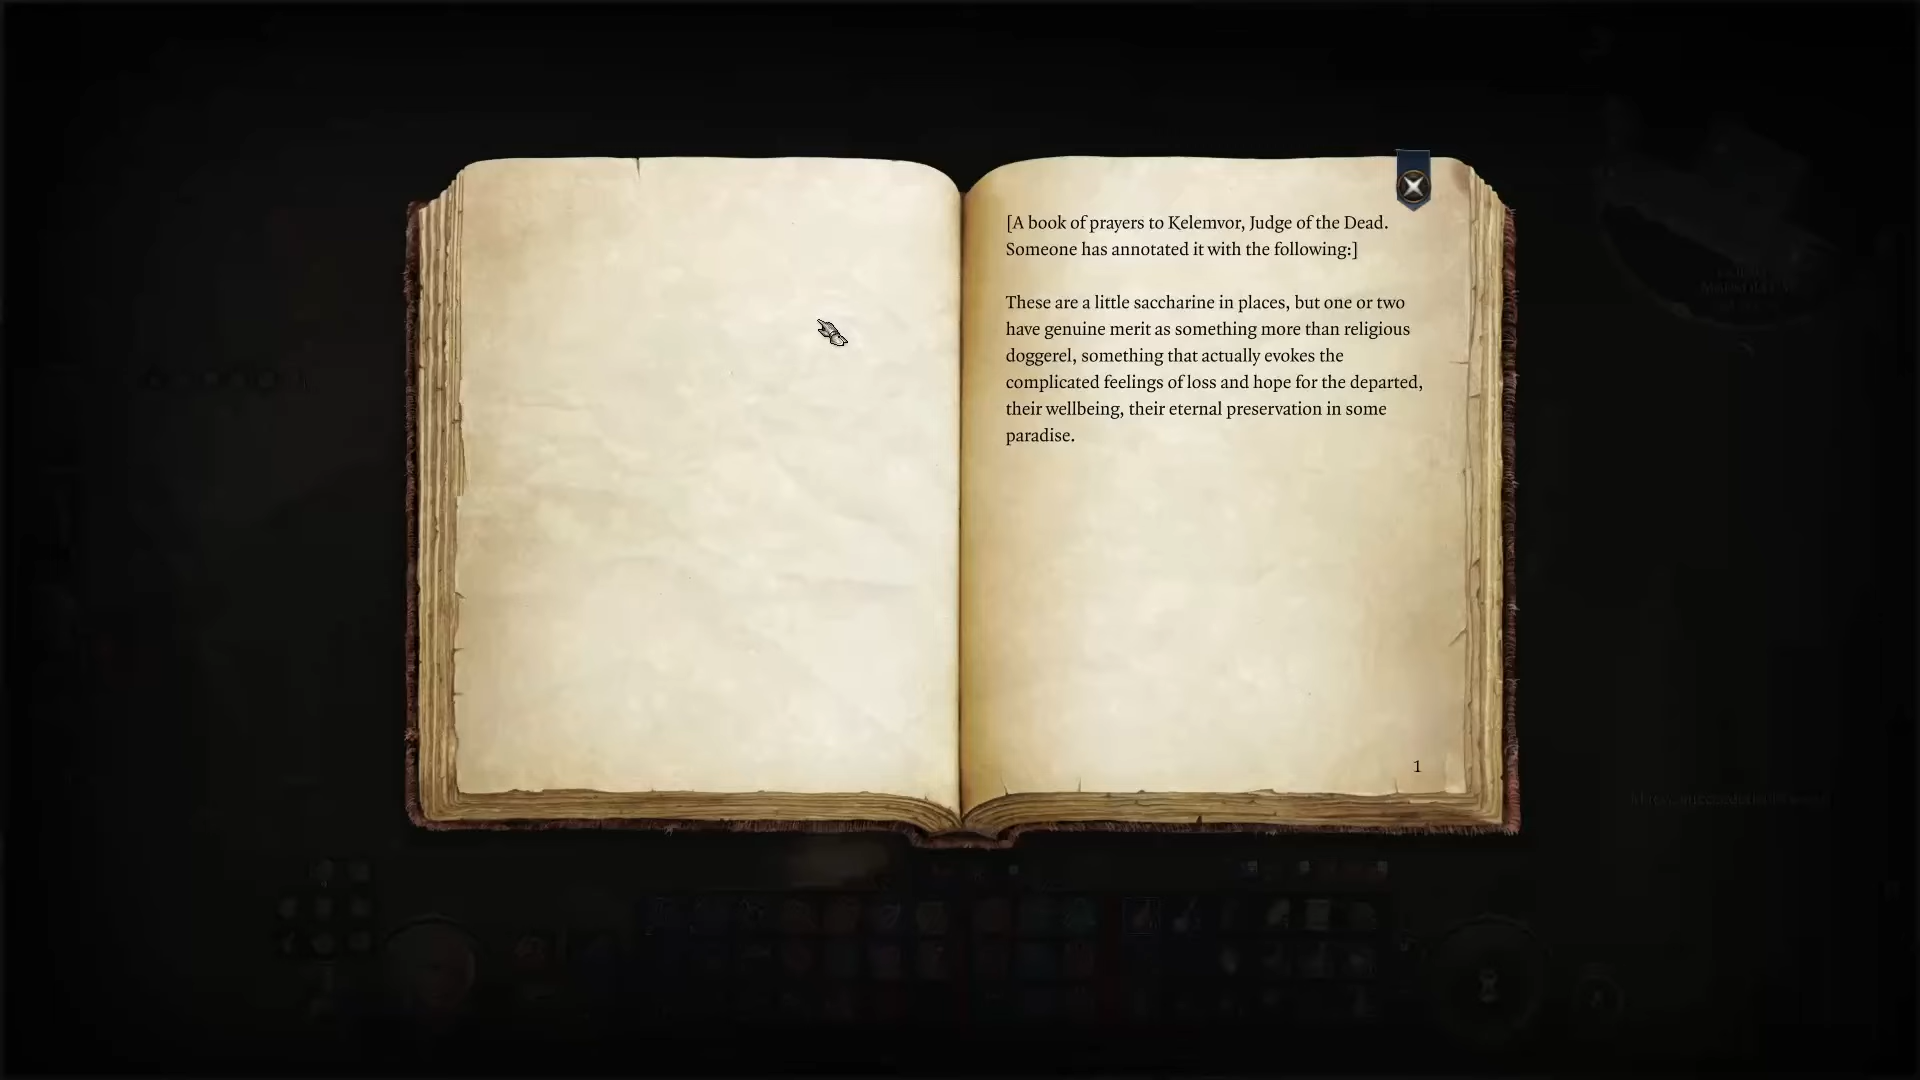 [A book of prayers to Kelemvor, Judge of the Dead.
Someone has annotated it with the following:]
These are a little saccharine in places, but one or two
have genuine merit as something more than religious
doggerel, something that actually evokes the
complicated feelings of loss and hope for the departed,
their wellbeing, their eternal preservation in some
paradise.
1